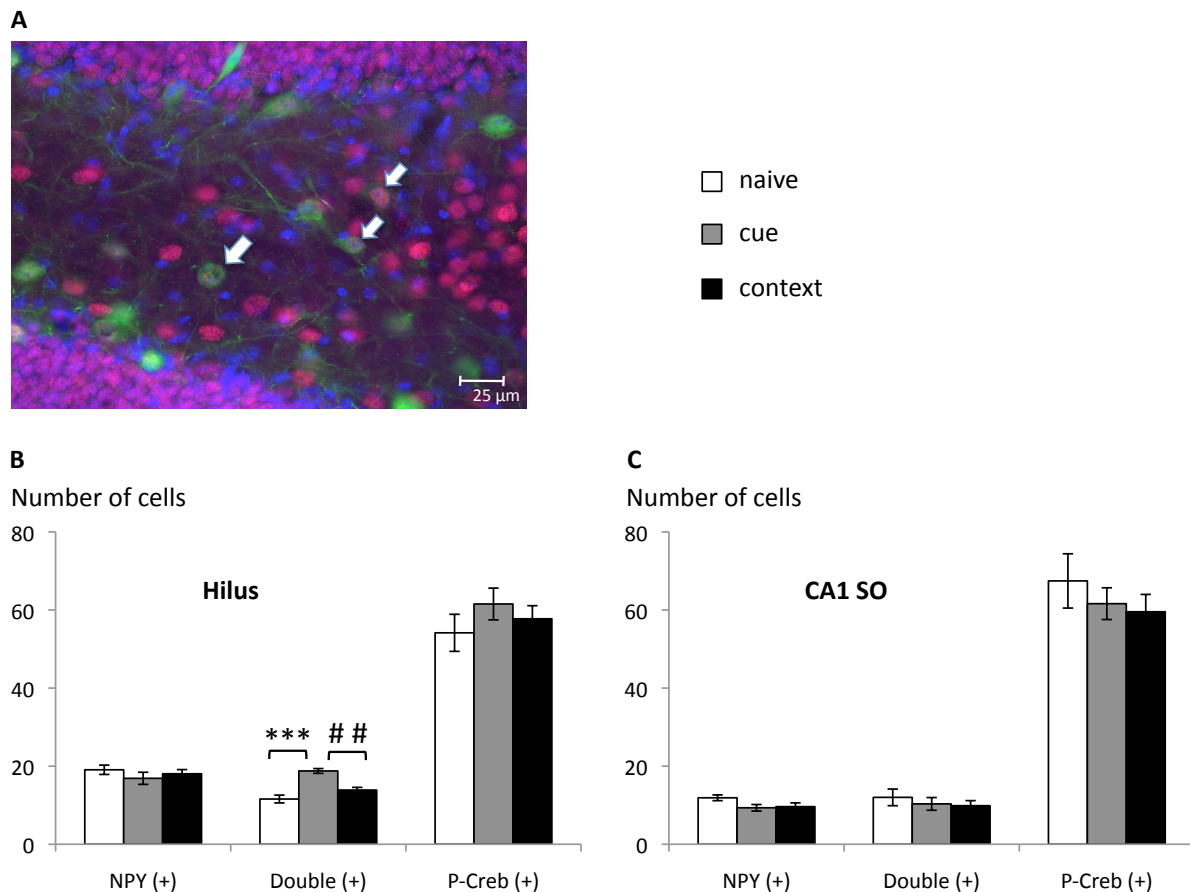 A
25 µm
naive
cue
context
B
Number of cells
80
60
40
20
0
Hilus
***
# #
NPY (+)
Double (+)
P-Creb (+)
C
Number of cells
80
60
40
20
0
CA1 SO
NPY (+)
Double (+)
P-Creb (+)